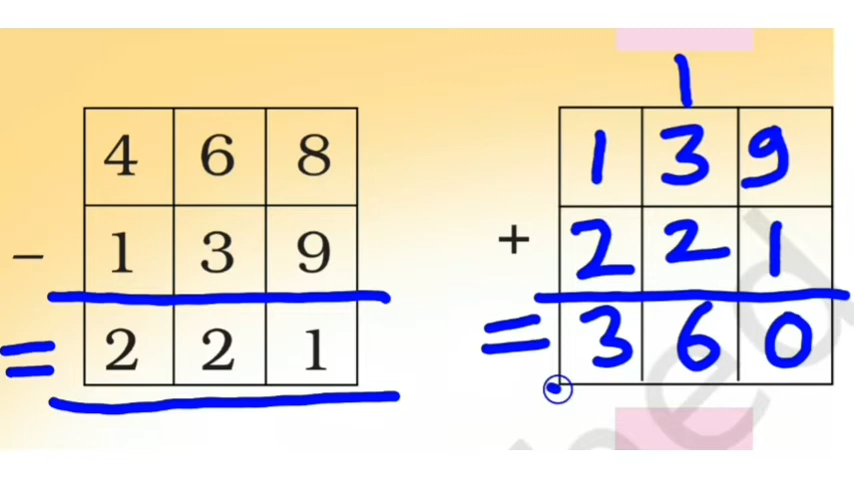 4 6 8
- 1 3 9
= 2 2 1
1
1 3 9
+ 2 2 1
= 3 6 0